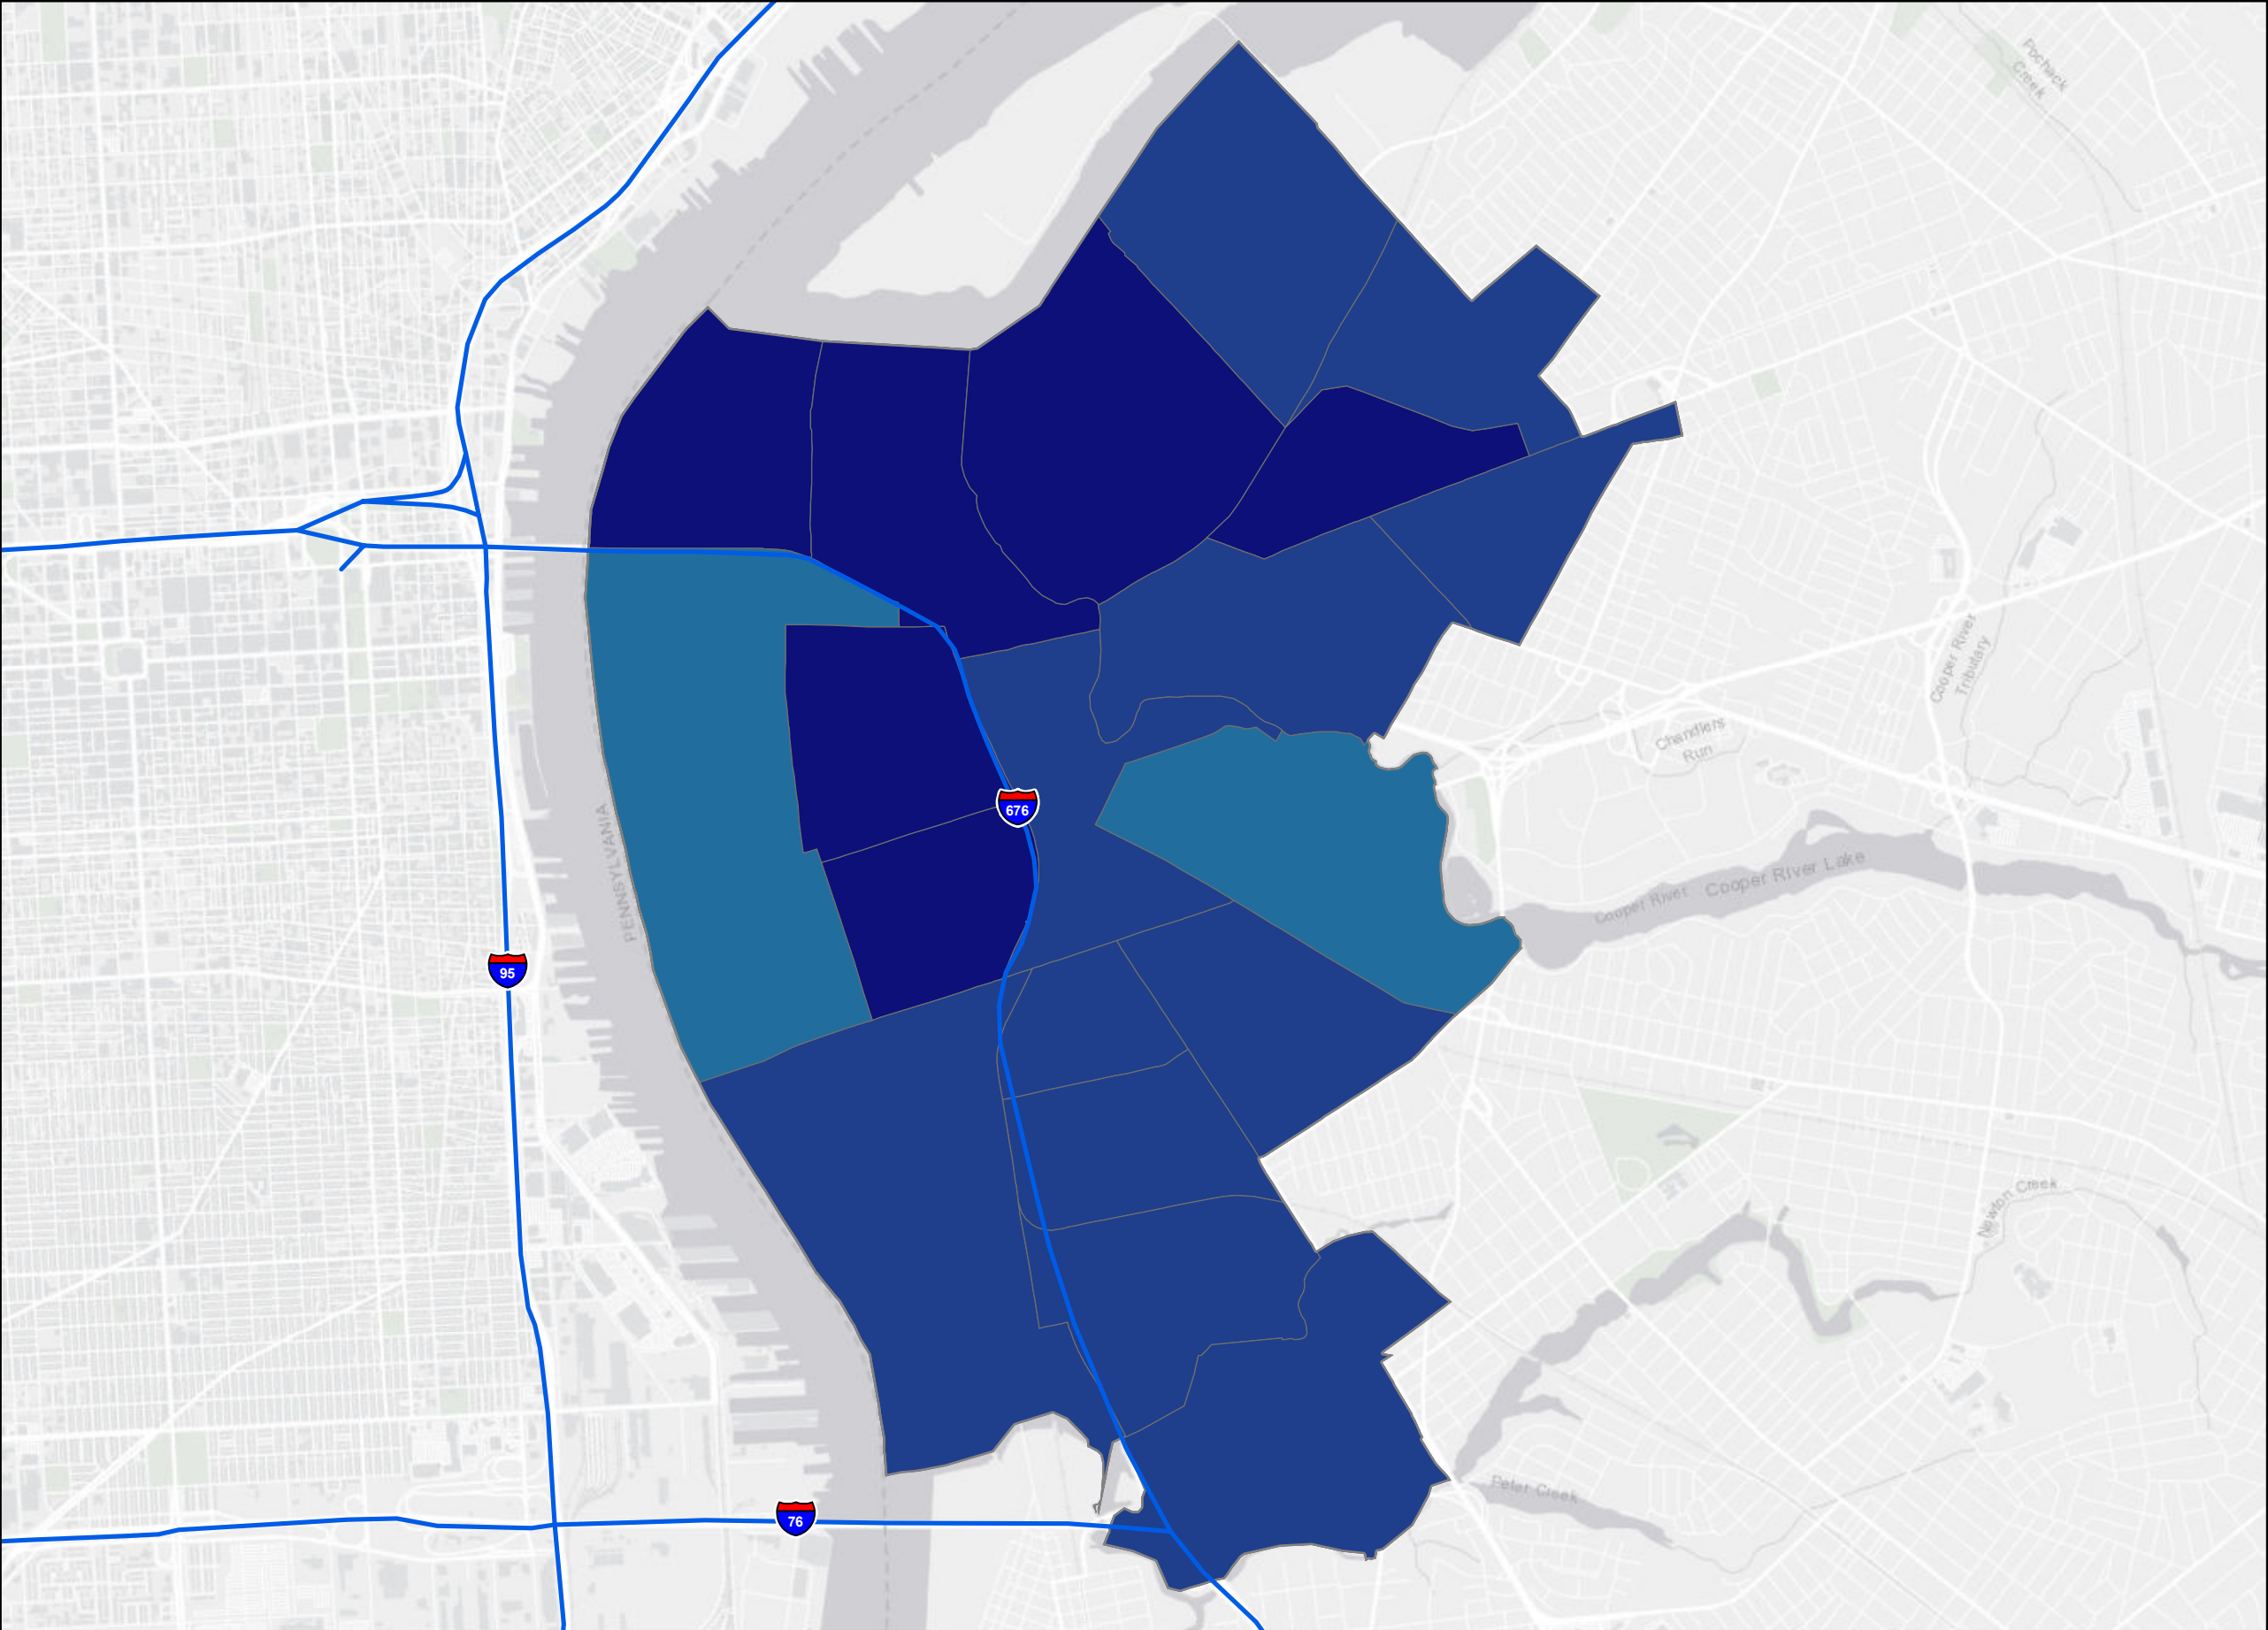 Pochack
Creek
Cooper River
Tributary
Chandlers
Run
676
PENNSYLVANIA
Cooper River
Cooper River Lake
95
Newton Creek
76
Peter Creek